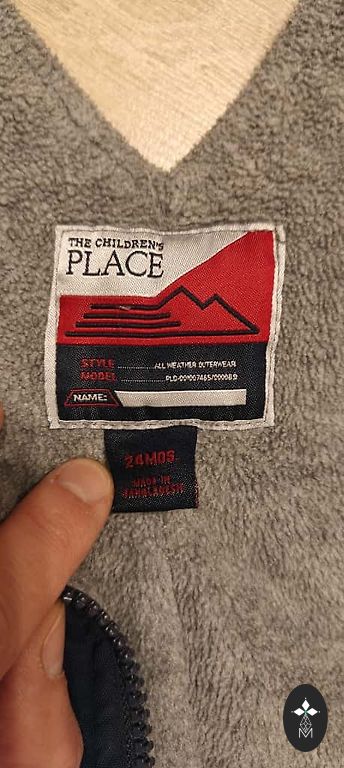 THE CHILDREN'S
PLACE
STYLE ALL WEATHER OUTERWEAR
MODEL
NAME:
24MOS
MADE IN
BANGLADESH
M